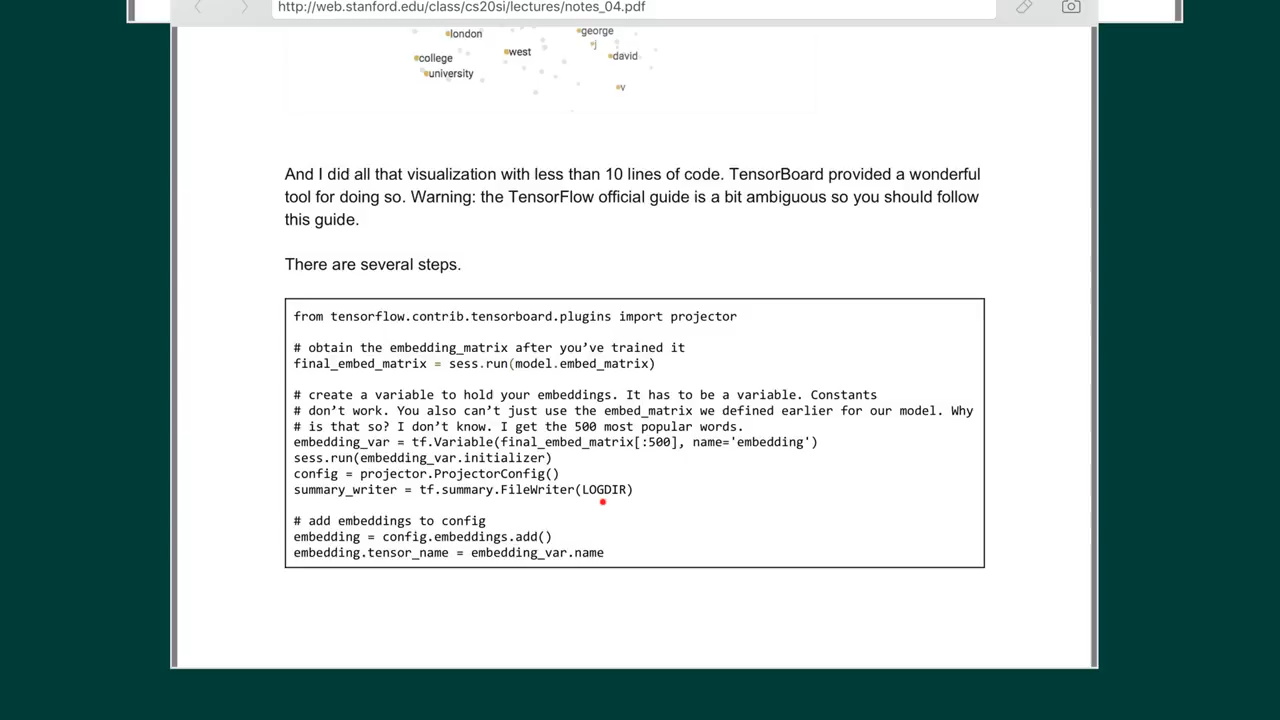 http://web.stanford.edu/class/cs20si/lectures/notes_04.pdf
george
london
j
west
david
college
university
v
And I did all that visualization with less than 10 lines of code. TensorBoard provided a wonderful
tool for doing so. Warning: the TensorFlow official guide is a bit ambiguous so you should follow
this guide.
There are several steps.
from tensorflow.contrib.tensorboard.plugins import projector
# obtain the embedding_matrix after you’ve trained it
final_embed_matrix = sess.run(model.embed_matrix)
# create a variable to hold your embeddings. It has to be a variable. Constants
# don’t work. You also can’t just use the embed_matrix we defined earlier for our model. Why
# is that so? I don’t know. I get the 500 most popular words.
embedding_var = tf.Variable(final_embed_matrix[:500], name='embedding')
sess.run(embedding_var.initializer)
config = projector.ProjectorConfig()
summary_writer = tf.summary.FileWriter(LOGDIR)
# add embeddings to config
embedding = config.embeddings.add()
embedding.tensor_name = embedding_var.name